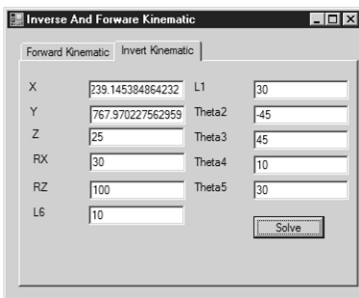 Inverse And Forware Kinematic
Forward Kinematic Invert Kinematic
X 239.145384864232 L1 30
Y 767.970227562959 Theta2 -45
Z 25 Theta3 45
RX 30 Theta4 10
RZ 100 Theta5 30
L6 10
Solve